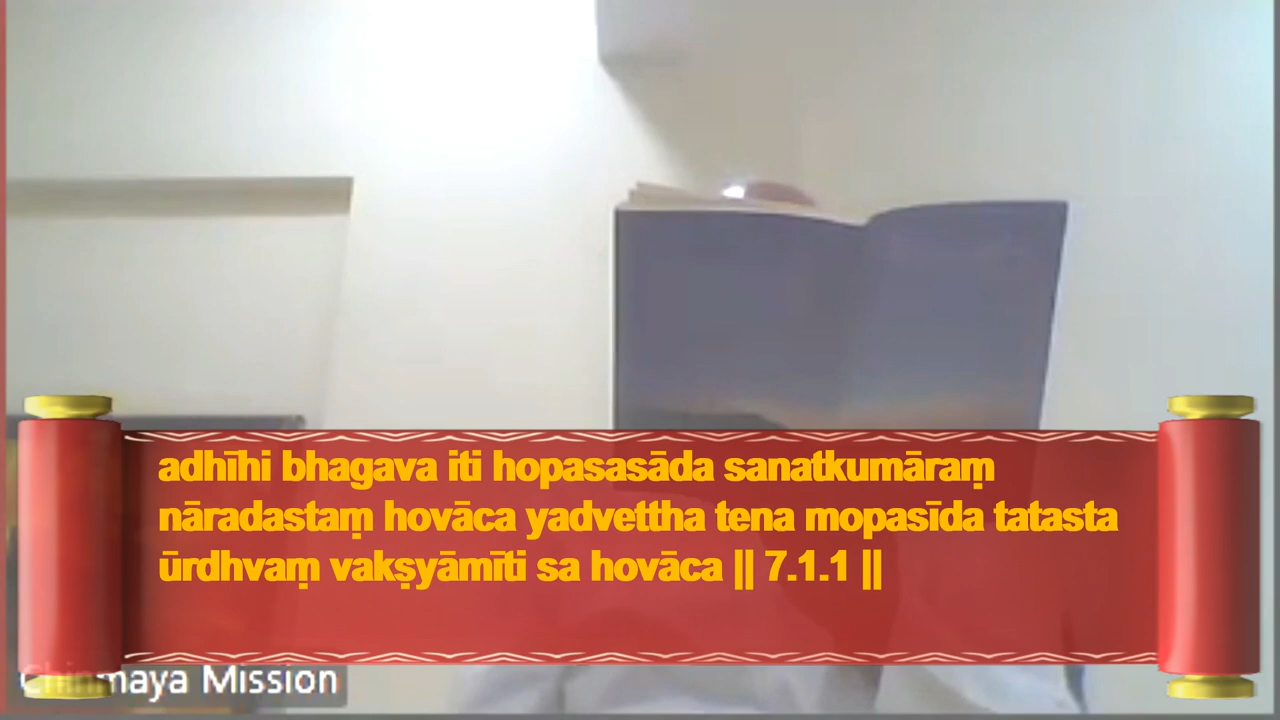 adhīhi bhagava iti hopasasāda sanatkumāraṃ
nāradastaṃ hovāca yadvettha tena mopasīda tatasta
ūrdhvaṃ vakṣyāmīti sa hovāca || 7.1.1 ||
Chinmaya Mission